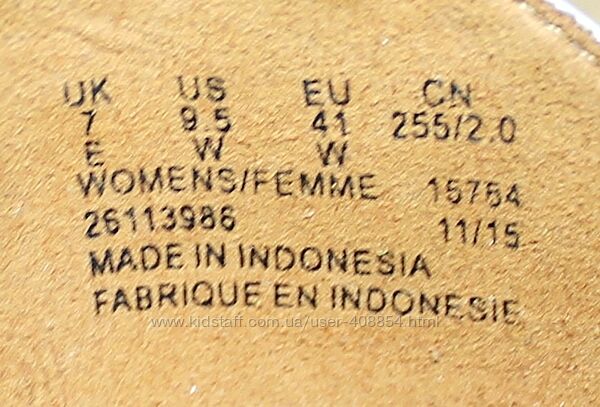 UK US EU CN
7 9.5 41 255/2.0
E W W
WOMENS/FEMME 15764
26113986 11/15
MADE IN INDONESIA
FABRIQUE EN INDONESIE
www.kidstaff.com.ua/user-408854.html